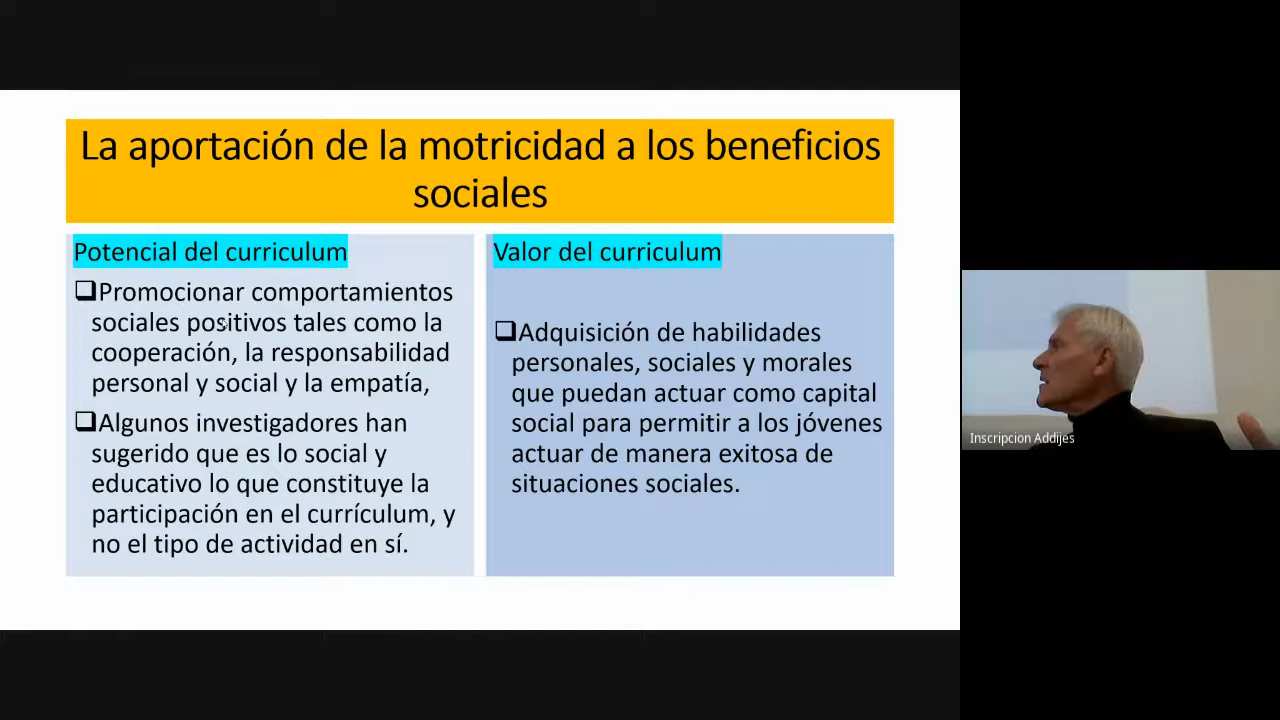 La aportación de la motricidad a los beneficios
sociales
Potencial del curriculum
❑Promocionar comportamientos
sociales positivos tales como la
cooperación, la responsabilidad
personal y social y la empatía,
❑Algunos investigadores han
sugerido que es lo social y
educativo lo que constituye la
participación en el currículum, y
no el tipo de actividad en sí.
Valor del curriculum
❑Adquisición de habilidades
personales, sociales y morales
que puedan actuar como capital
social para permitir a los jóvenes
actuar de manera exitosa de
situaciones sociales.
Inscripcion Addijes